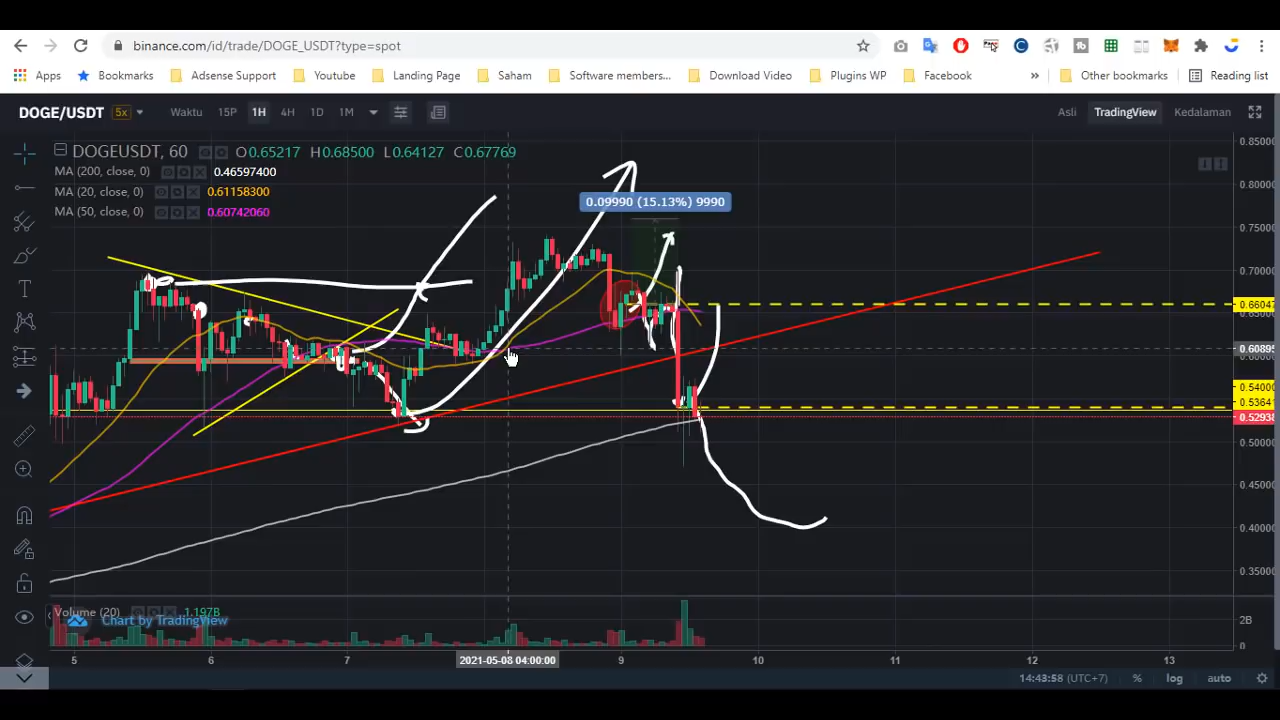 binance.com/id/trade/DOGE_USDT?type=spot
Apps Bookmarks Adsense Support Youtube Landing Page Saham Software members... Download Video Plugins WP Facebook » Other bookmarks Reading list
DOGE/USDT 5x Waktu 15P 1H 4H 1D 1M Asli TradingView Kedalaman
DOGEUSDT, 60 O0.65217 H0.68500 L0.64127 C0.67769
MA (200, close, 0) 0.46597400
MA (20, close, 0) 0.61158300
MA (50, close, 0) 0.60742060
0.09990 (15.13%) 9990
0.85000
0.80000
0.75000
0.70000
0.66047
0.60895
0.54000
0.53641
0.52938
0.50000
0.45000
0.40000
0.35000
Volume (20) 1.197B
Chart by TradingView
2B
0
5 6 7 2021-05-08 04:00:00 9 10 11 12 13
14:43:58 (UTC+7) % log auto